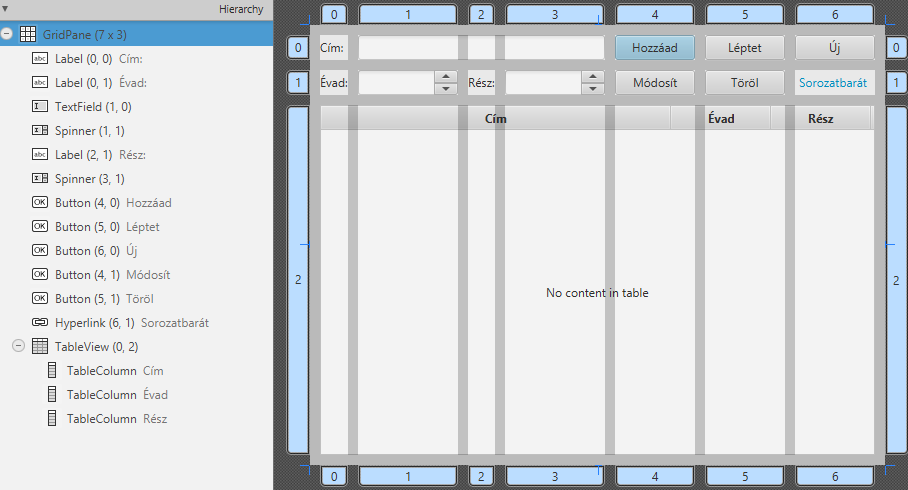 Hierarchy
GridPane (7 x 3)
Label (0, 0) Cím:
Label (0, 1) Évad:
TextField (1, 0)
Spinner (1, 1)
Label (2, 1) Rész:
Spinner (3, 1)
Button (4, 0) Hozzáad
Button (5, 0) Léptet
Button (6, 0) Új
Button (4, 1) Módosít
Button (5, 1) Töröl
Hyperlink (6, 1) Sorozatbarát
TableView (0, 2)
TableColumn Cím
TableColumn Évad
TableColumn Rész
0 1 2 3 4 5 6
0 Cím: Hozzáad Léptet Új 0
1 Évad: Rész: Módosít Töröl Sorozatbarát 1
Cím Évad Rész
2 2
No content in table
0 1 2 3 4 5 6